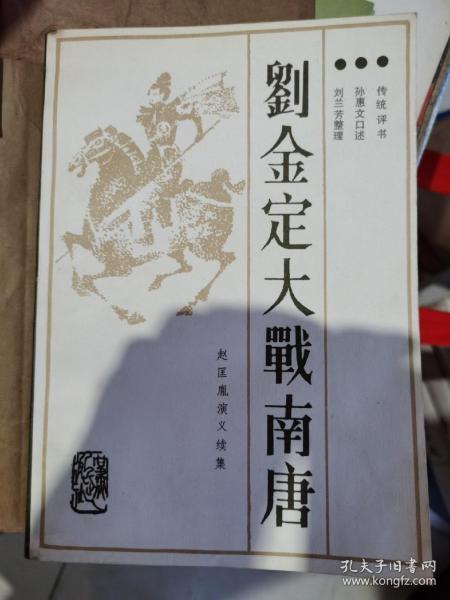 传统评书
孙惠文口述
刘兰芳整理
劉金定大戰南唐
赵匡胤演义续集
孔夫子旧书网
www.kongfz.com